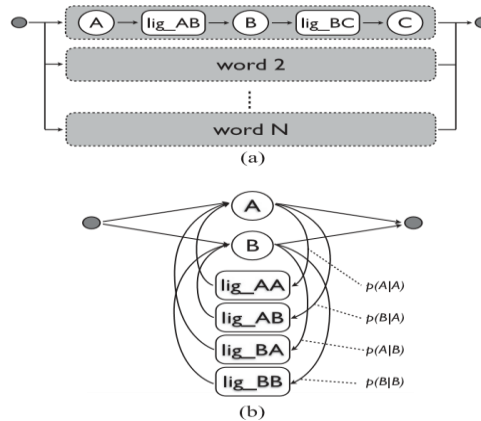 A lig_AB B lig_BC C
word 2
word N
(a)
A
B
lig_AA
p(A|A)
lig_AB
p(B|A)
lig_BA
p(A|B)
lig_BB
p(B|B)
(b)